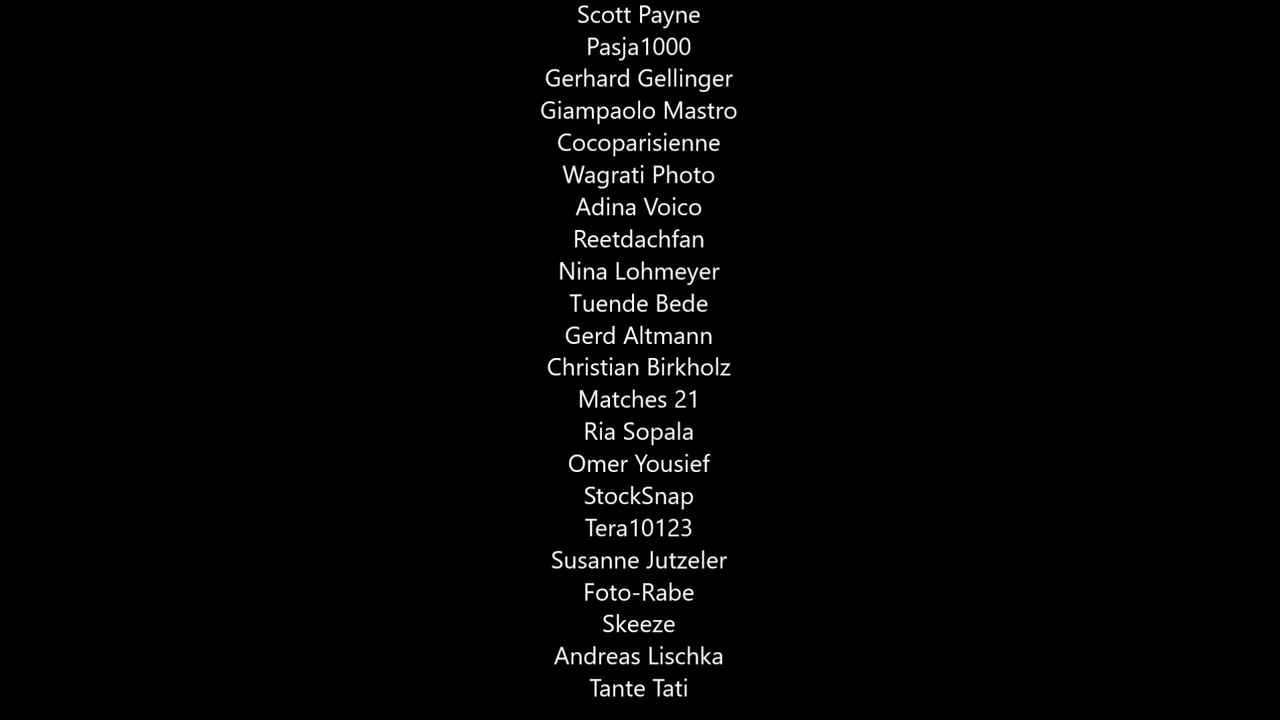 Scott Payne
Pasja1000
Gerhard Gellinger
Giampaolo Mastro
Cocoparisienne
Wagrati Photo
Adina Voico
Reetdachfan
Nina Lohmeyer
Tuende Bede
Gerd Altmann
Christian Birkholz
Matches 21
Ria Sopala
Omer Yousief
StockSnap
Tera10123
Susanne Jutzeler
Foto-Rabe
Skeeze
Andreas Lischka
Tante Tati